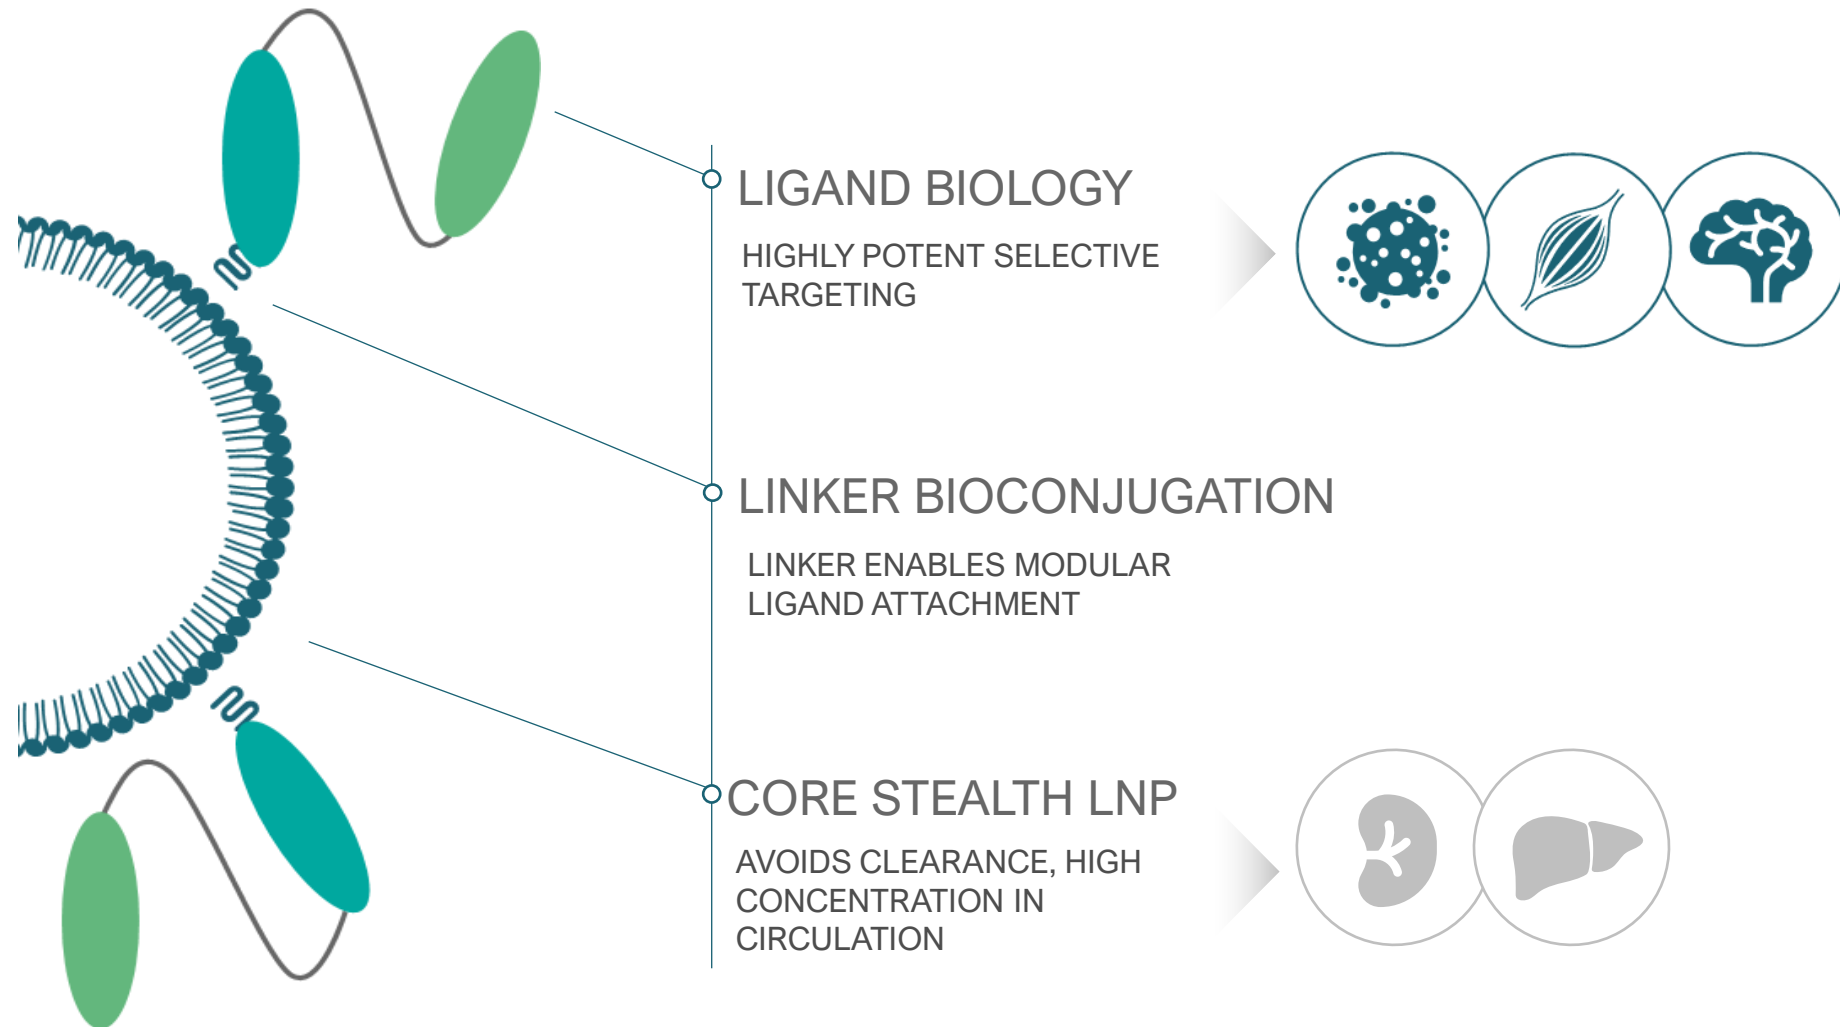 LIGAND BIOLOGY
HIGHLY POTENT SELECTIVE
TARGETING
LINKER BIOCONJUGATION
LINKER ENABLES MODULAR
LIGAND ATTACHMENT
CORE STEALTH LNP
AVOIDS CLEARANCE, HIGH
CONCENTRATION IN
CIRCULATION